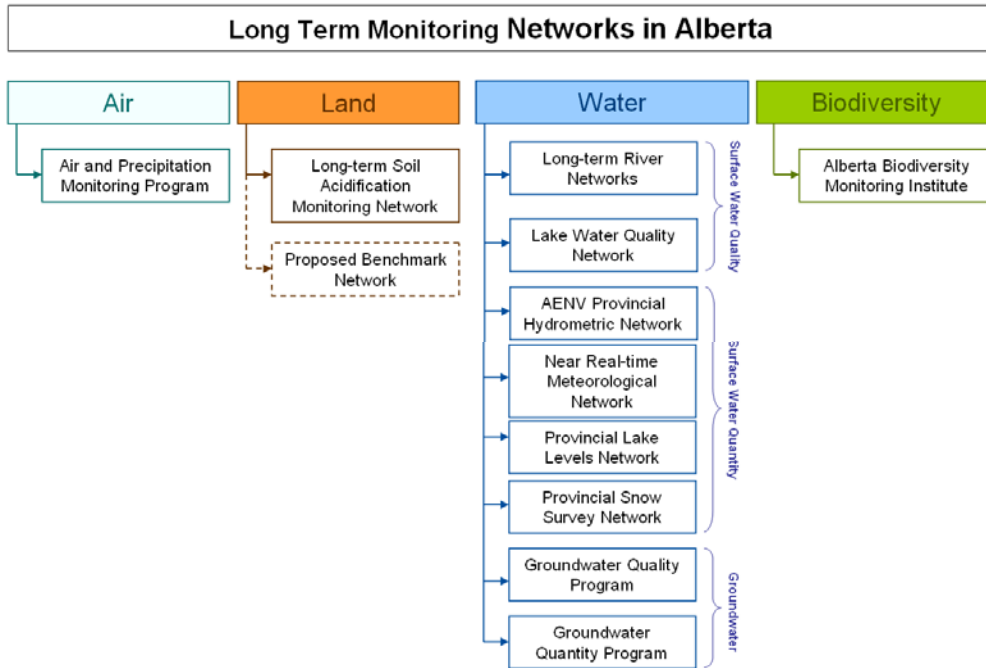 Long Term Monitoring Networks in Alberta
Air
Air and Precipitation
Monitoring Program
Land
Long-term Soil
Acidification
Monitoring Network
Proposed Benchmark
Network
Water
Long-term River
Networks
Lake Water Quality
Network
Surface Water Quality
AENV Provincial
Hydrometric Network
Near Real-time
Meteorological
Network
Provincial Lake
Levels Network
Provincial Snow
Survey Network
Surface Water Quantity
Groundwater Quality
Program
Groundwater
Quantity Program
Groundwater
Biodiversity
Alberta Biodiversity
Monitoring Institute